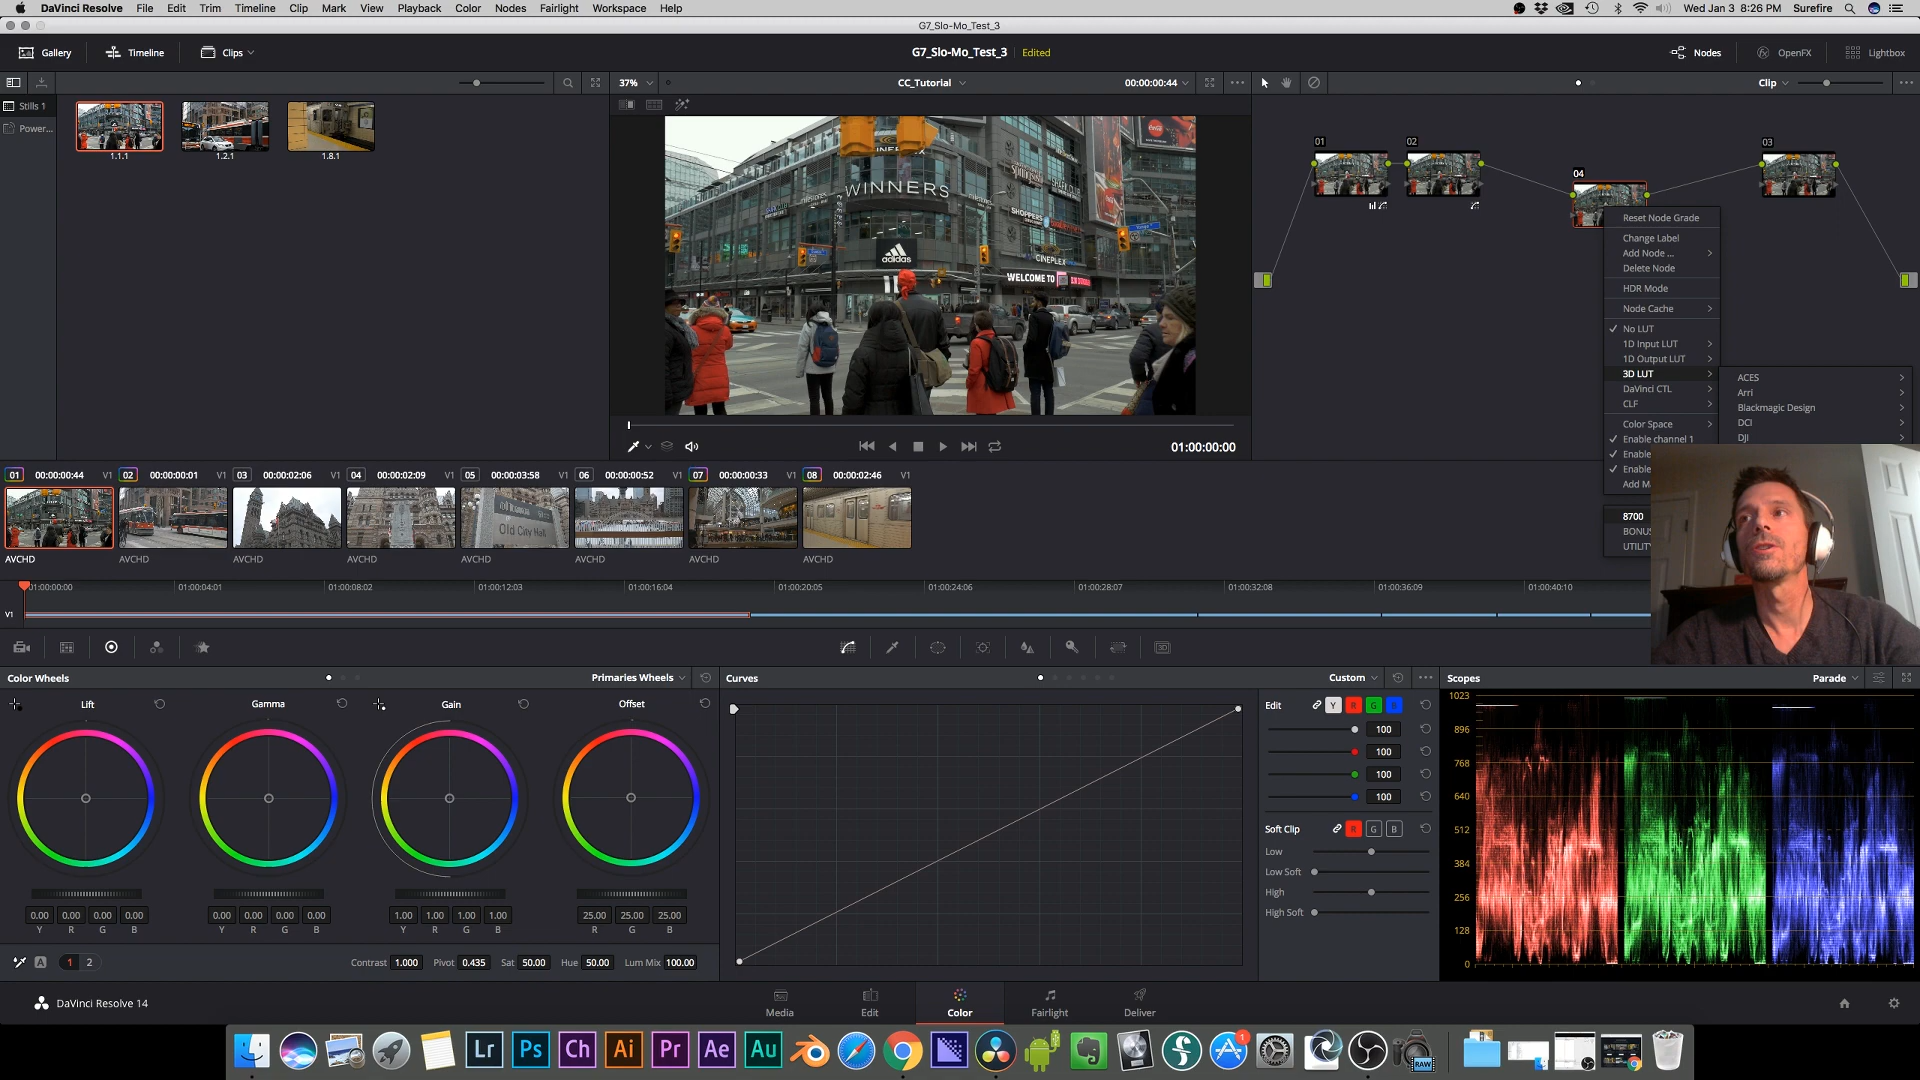 DaVinci Resolve File Edit Trim Timeline Clip Mark View Playback Color Nodes Fairlight Workspace Help
Wed Jan 3 8:26 PM Surefire
G7_Slo-Mo_Test_3
Gallery Timeline Clips
G7_Slo-Mo_Test_3 Edited
Nodes OpenFX Lightbox
37% CC_Tutorial 00:00:00:44 Clip
Stills 1
Power...
1.1.1 1.2.1 1.8.1
WINNERS
adidas
SHOPPERS
CINEPLEX
WELCOME TO
01:00:00:00
01 02 03
04
Reset Node Grade
Change Label
Add Node ...
Delete Node
HDR Mode
Node Cache
No LUT
1D Input LUT
1D Output LUT
3D LUT
DaVinci CTL
CLF
Color Space
Enable channel 1
Enable
Enable
Add M
8700
BONUS
UTILITY
ACES
Arri
Blackmagic Design
DCI
DJI
01 00:00:00:44 V1 02 00:00:00:01 V1 03 00:00:02:06 V1 04 00:00:02:09 V1 05 00:00:03:58 V1 06 00:00:00:52 V1 07 00:00:00:33 V1 08 00:00:02:46 V1
Old City Hall
AVCHD AVCHD AVCHD AVCHD AVCHD AVCHD AVCHD AVCHD
01:00:00:00 01:00:04:01 01:00:08:02 01:00:12:03 01:00:16:04 01:00:20:05 01:00:24:06 01:00:28:07 01:00:32:08 01:00:36:09 01:00:40:10
V1
Color Wheels Primaries Wheels
Lift Gamma Gain Offset
0.00 0.00 0.00 0.00 0.00 0.00 0.00 0.00 1.00 1.00 1.00 1.00 25.00 25.00 25.00
Y R G B Y R G B Y R G B R G B
A 1 2 Contrast 1.000 Pivot 0.435 Sat 50.00 Hue 50.00 Lum Mix 100.00
Curves Custom
Edit Y R G B
100
100
100
100
Soft Clip R G B
Low
Low Soft
High
High Soft
Scopes Parade
1023
896
768
640
512
384
256
128
0
DaVinci Resolve 14
Media Edit Color Fairlight Deliver
Lr Ps Ch Ai Pr Ae Au 1 RAW